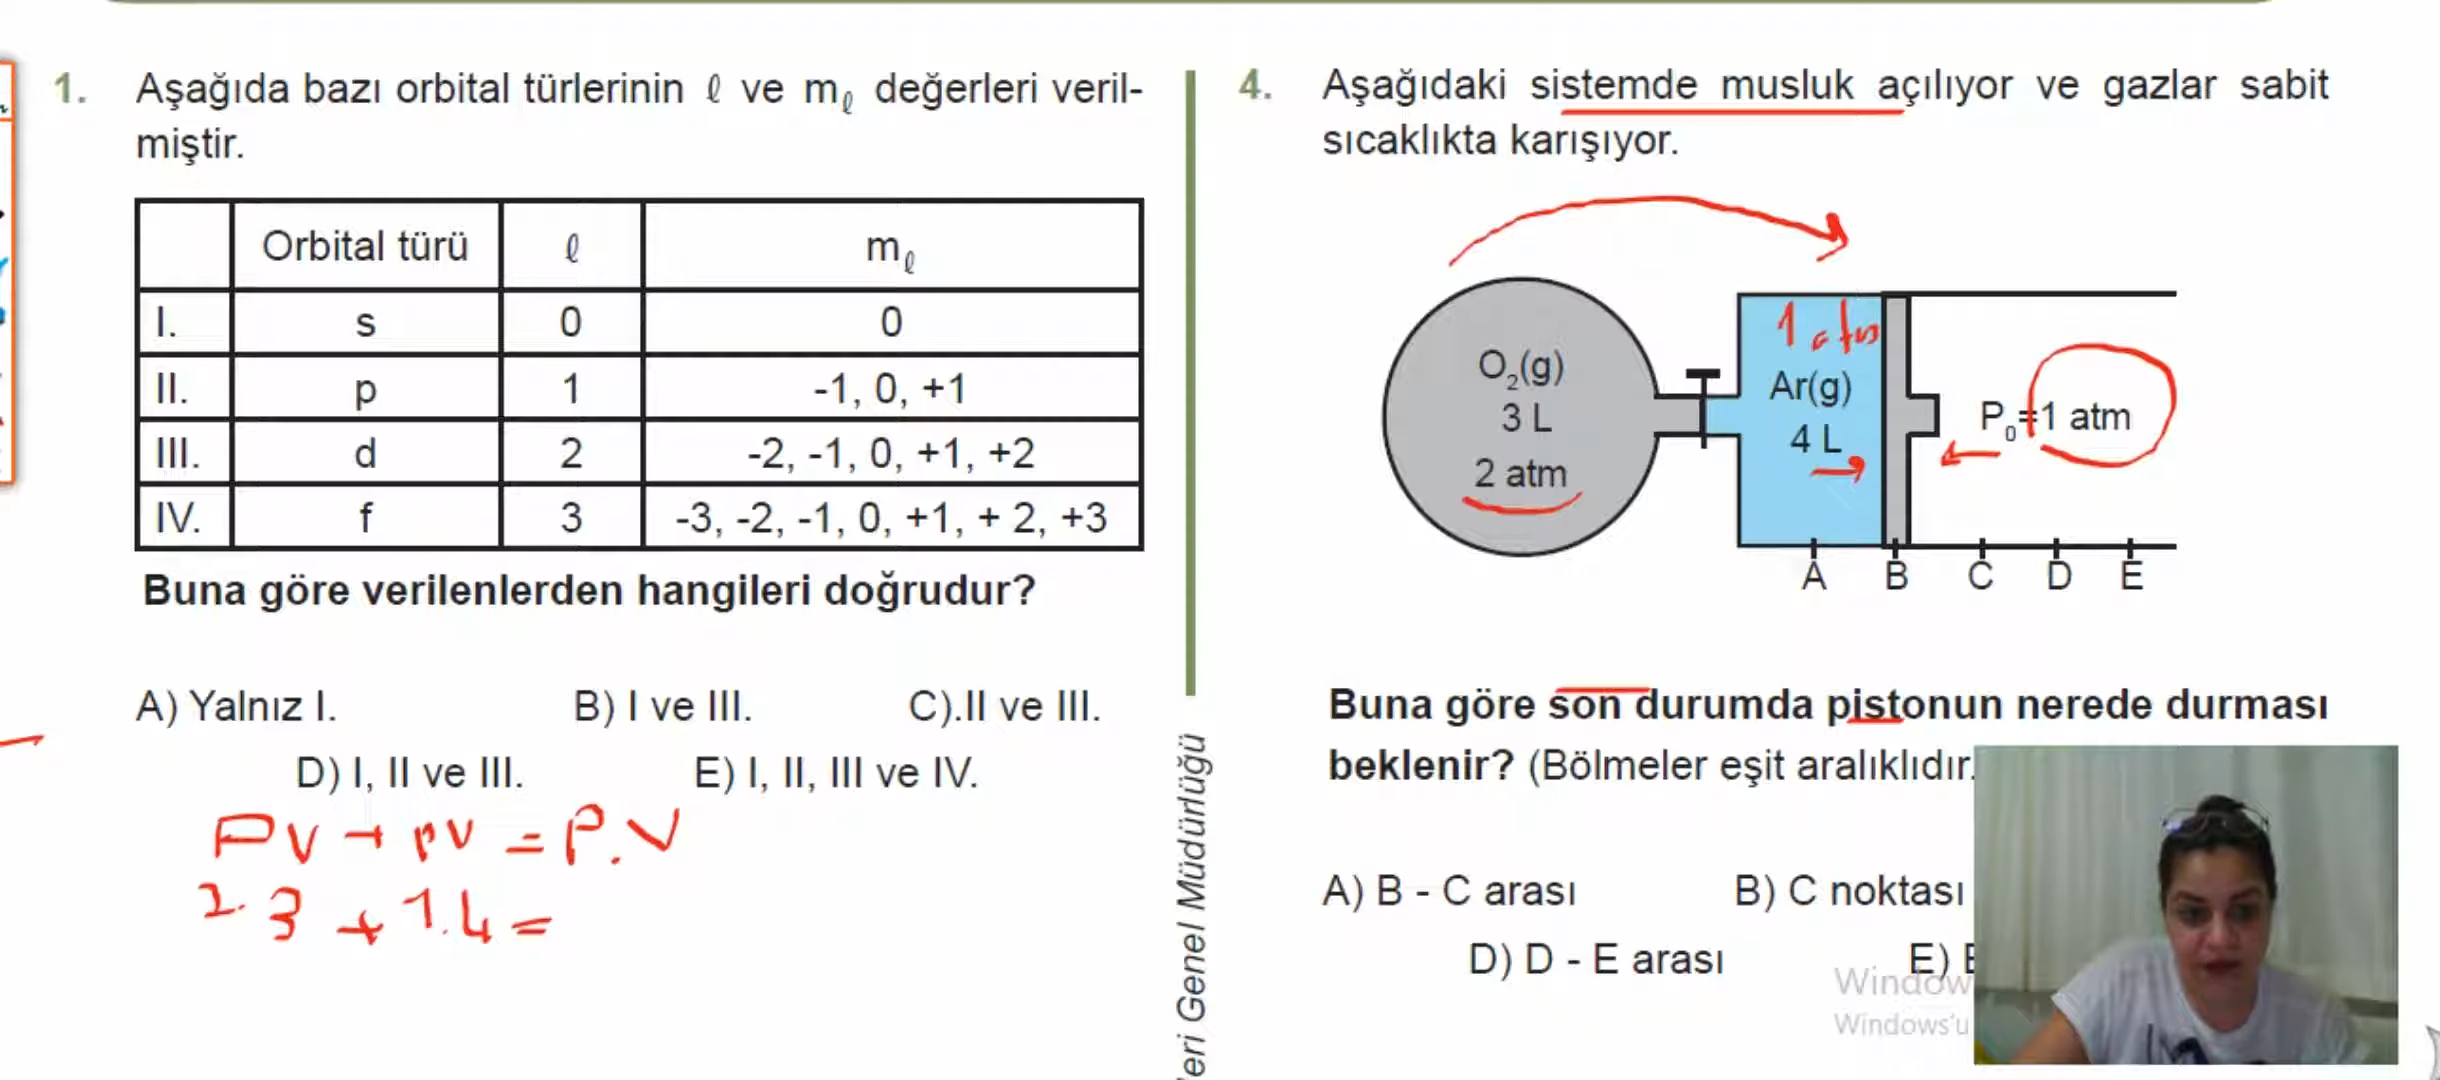 1. Aşağıda bazı orbital türlerinin ℓ ve mℓ değerleri veril-
miştir.
Orbital türü ℓ mℓ
I. s 0 0
II. p 1 -1, 0, +1
III. d 2 -2, -1, 0, +1, +2
IV. f 3 -3, -2, -1, 0, +1, + 2, +3
Buna göre verilenlerden hangileri doğrudur?
A) Yalnız I. B) I ve III. C).II ve III.
D) I, II ve III. E) I, II, III ve IV.
PV + PV = P.V
2.3 + 1.4 =
eri Genel Müdürlüğü
4. Aşağıdaki sistemde musluk açılıyor ve gazlar sabit
sıcaklıkta karışıyor.
O₂(g)
3 L
2 atm
1 atm
Ar(g)
4 L
P₀=1 atm
A B C D E
Buna göre son durumda pistonun nerede durması
beklenir? (Bölmeler eşit aralıklıdır.
A) B - C arası B) C noktası
D) D - E arası E)
Window
Windows'u